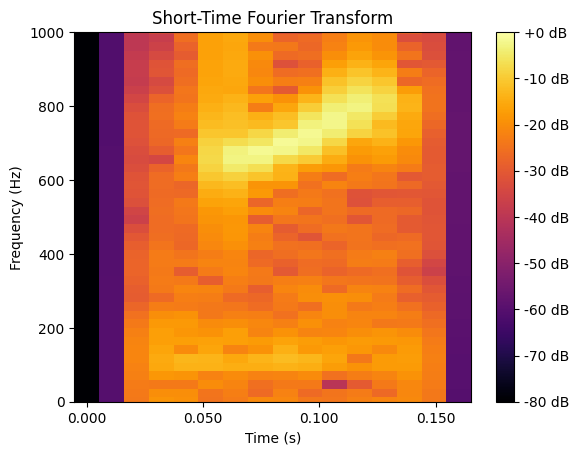 Short-Time Fourier Transform
1000
800
600
400
200
0
Frequency (Hz)
0.000
0.050
0.100
0.150
Time (s)
+0 dB
-10 dB
-20 dB
-30 dB
-40 dB
-50 dB
-60 dB
-70 dB
-80 dB